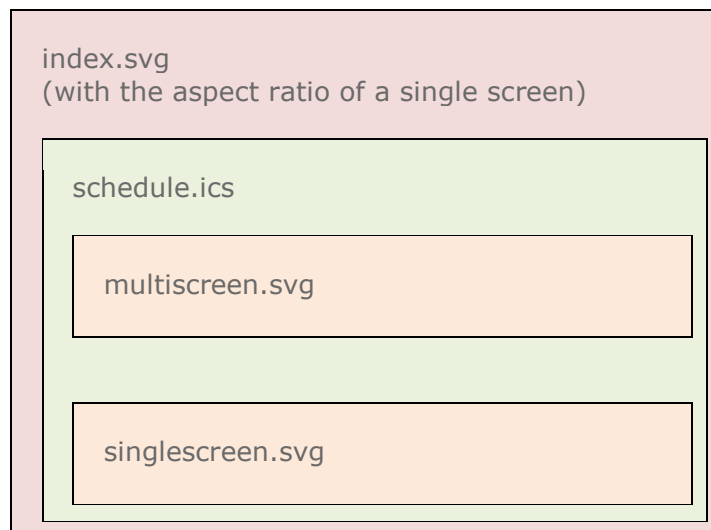 index.svg
(with the aspect ratio of a single screen)
schedule.ics
multiscreen.svg
singlescreen.svg